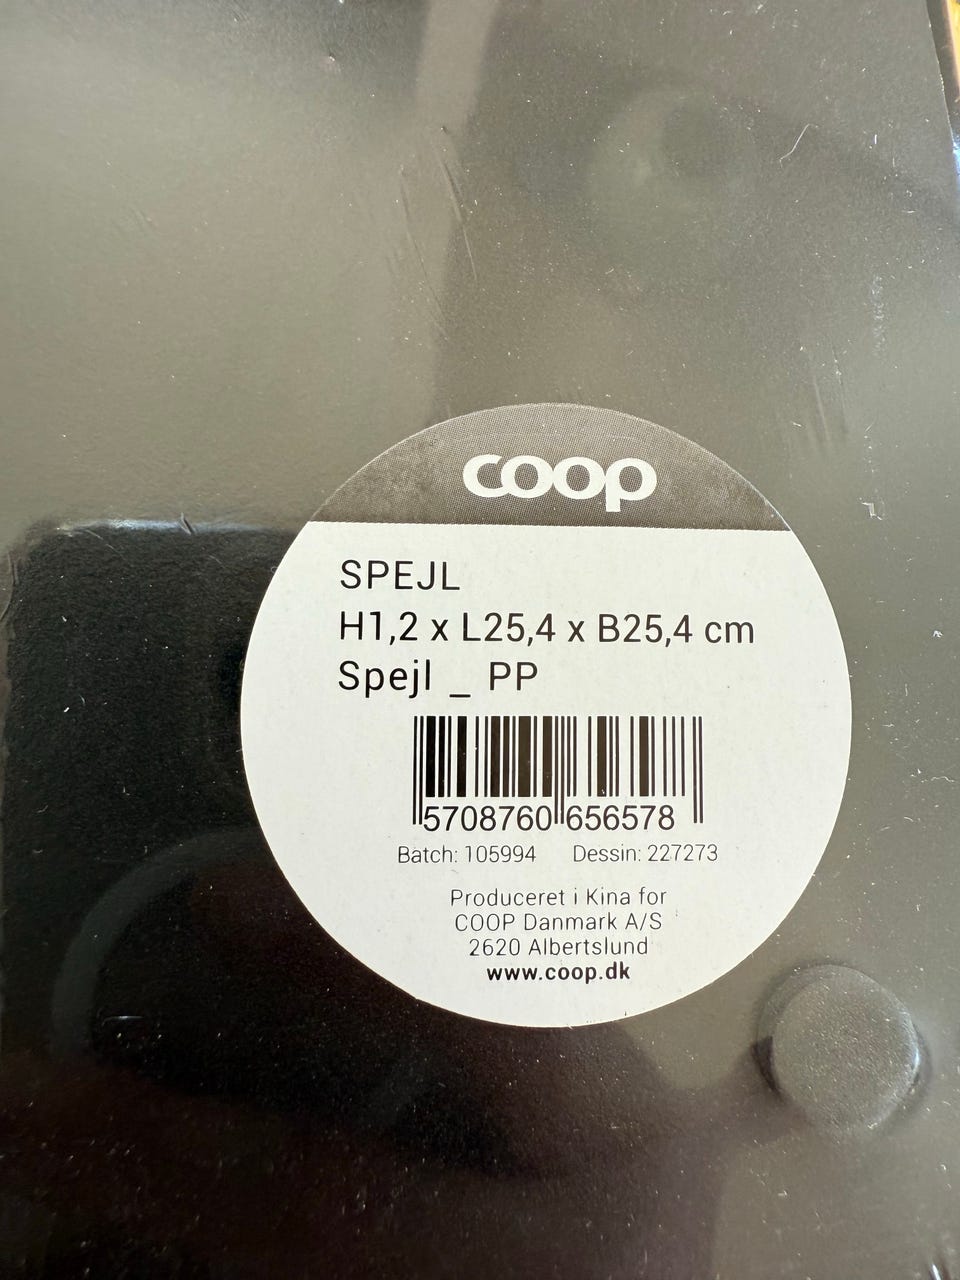 coop
SPEJL
H1,2 x L25,4 x B25,4 cm
Spejl _ PP
5708760 656578
Batch: 105994 Dessin: 227273
Produceret i Kina for
COOP Danmark A/S
2620 Albertslund
www.coop.dk